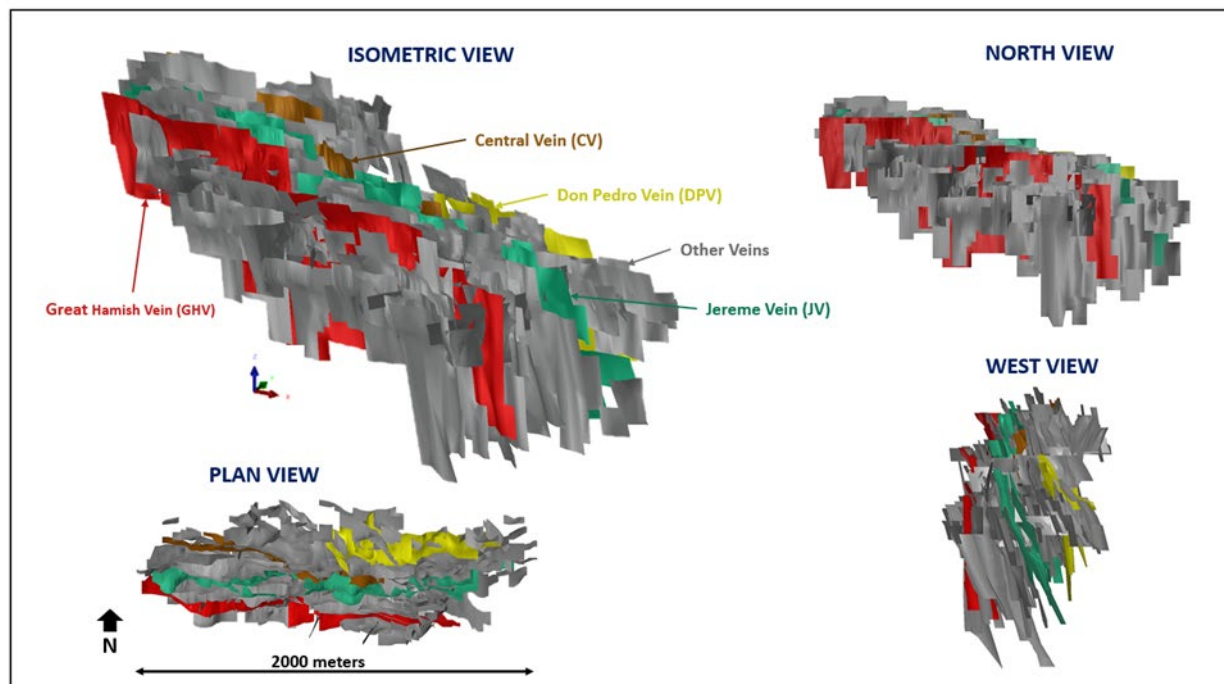 ISOMETRIC VIEW
NORTH VIEW
Central Vein (CV)
Don Pedro Vein (DPV)
Other Veins
Great Hamish Vein (GHV)
Jereme Vein (JV)
WEST VIEW
PLAN VIEW
N
2000 meters